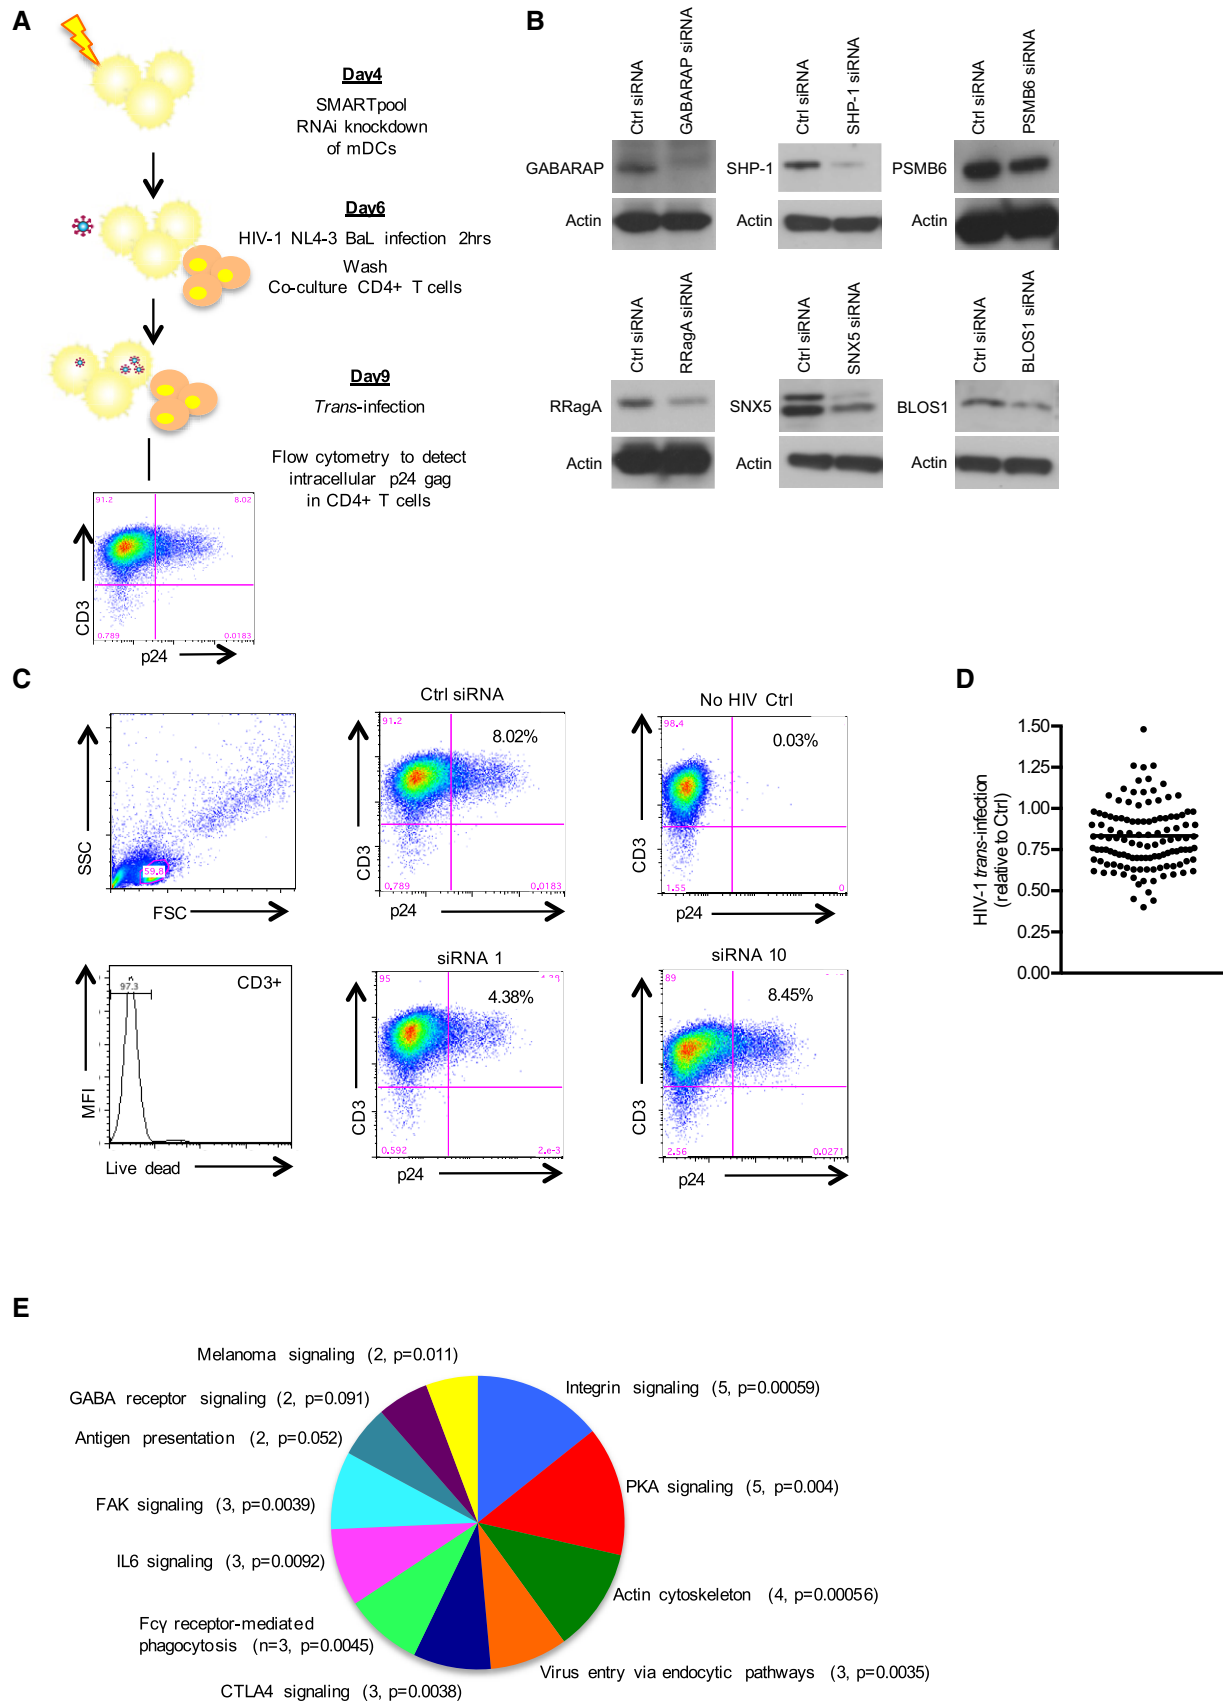 A
Day4
SMARTpool
RNAi knockdown
of mDCs
Day6
HIV-1 NL4-3 BaL infection 2hrs
Wash
Co-culture CD4+ T cells
Day9
Trans-infection
Flow cytometry to detect
intracellular p24 gag
in CD4+ T cells
91.2
8.02
0.789
0.0183
CD3
p24
B
Ctrl siRNA
GABARAP siRNA
GABARAP
Actin
Ctrl siRNA
SHP-1 siRNA
SHP-1
Actin
Ctrl siRNA
PSMB6 siRNA
PSMB6
Actin
Ctrl siRNA
RRagA siRNA
RRagA
Actin
Ctrl siRNA
SNX5 siRNA
SNX5
Actin
Ctrl siRNA
BLOS1 siRNA
BLOS1
Actin
C
SSC
59.8
FSC
Ctrl siRNA
91.2
8.02%
0.789
0.0183
CD3
p24
No HIV Ctrl
98.4
0.03%
1.55
0
CD3
p24
97.3
CD3+
MFI
Live dead
siRNA 1
95
4.38%
0.592
2.e-3
CD3
p24
siRNA 10
89
8.45%
2.56
0.0271
CD3
p24
D
HIV-1 trans-infection
(relative to Ctrl)
1.50
1.25
1.00
0.75
0.50
0.25
0.00
E
Melanoma signaling (2, p=0.011)
GABA receptor signaling (2, p=0.091)
Antigen presentation (2, p=0.052)
FAK signaling (3, p=0.0039)
IL6 signaling (3, p=0.0092)
Fcγ receptor-mediated
phagocytosis (n=3, p=0.0045)
CTLA4 signaling (3, p=0.0038)
Integrin signaling (5, p=0.00059)
PKA signaling (5, p=0.004)
Actin cytoskeleton (4, p=0.00056)
Virus entry via endocytic pathways (3, p=0.0035)